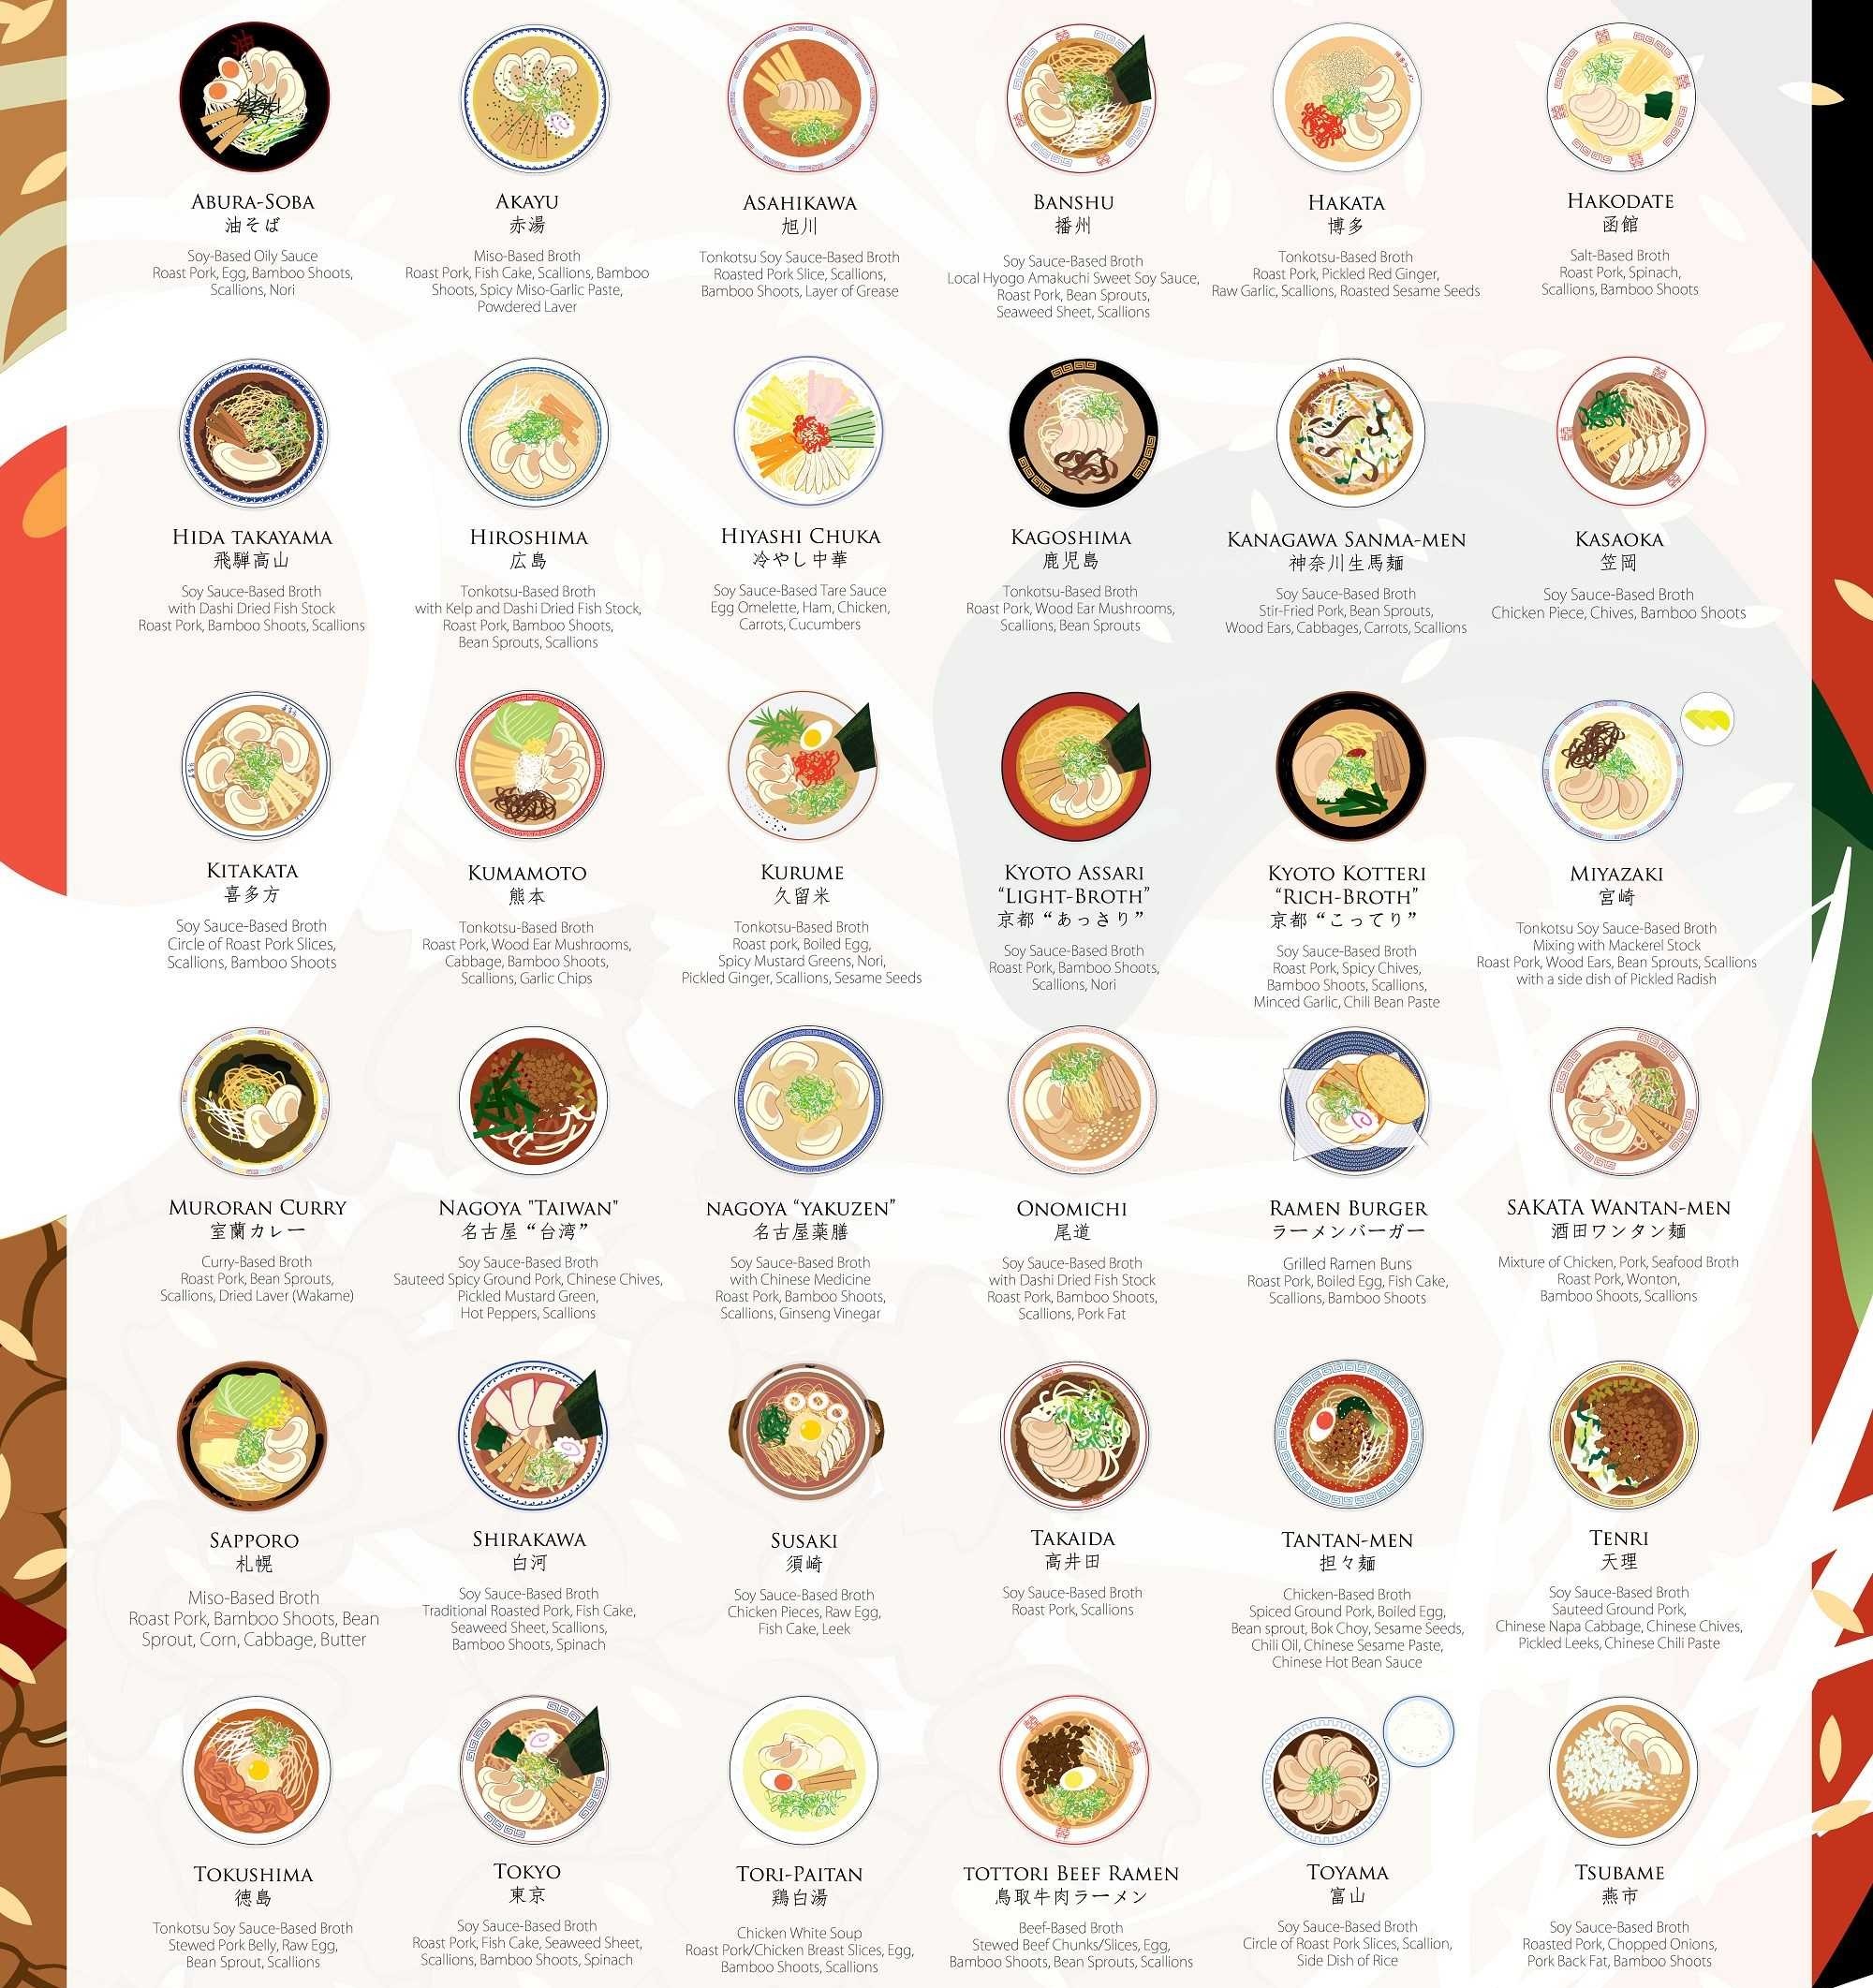 ABURA-SOBA
油そば
Soy-Based Oily Sauce
Roast Pork, Egg, Bamboo Shoots,
Scallions, Nori
AKAYU
赤湯
Miso-Based Broth
Roast Pork, Fish Cake, Scallions, Bamboo
Shoots, Spicy Miso-Garlic Paste,
Powdered Laver
ASAHIKAWA
旭川
Tonkotsu Soy Sauce-Based Broth
Roasted Pork Slice, Scallions,
Bamboo Shoots, Layer of Grease
BANSHU
播州
Soy Sauce-Based Broth
Local Hyogo Amakuchi Sweet Soy Sauce,
Roast Pork, Bean Sprouts,
Seaweed Sheet, Scallions
HAKATA
博多
Tonkotsu-Based Broth
Roast Pork, Pickled Red Ginger,
Raw Garlic, Scallions, Roasted Sesame Seeds
HAKODATE
函館
Salt-Based Broth
Roast Pork, Spinach,
Scallions, Bamboo Shoots
HIDA TAKAYAMA
飛騨高山
Soy Sauce-Based Broth
with Dashi Dried Fish Stock
Roast Pork, Bamboo Shoots, Scallions
HIROSHIMA
広島
Tonkotsu-Based Broth
with Kelp and Dashi Dried Fish Stock,
Roast Pork, Bamboo Shoots,
Bean Sprouts, Scallions
HIYASHI CHUKA
冷やし中華
Soy Sauce-Based Tare Sauce
Egg Omelette, Ham, Chicken,
Carrots, Cucumbers
KAGOSHIMA
鹿児島
Tonkotsu-Based Broth
Roast Pork, Wood Ear Mushrooms,
Scallions, Bean Sprouts
KANAGAWA SANMA-MEN
神奈川生馬麺
Soy Sauce-Based Broth
Stir-Fried Pork, Bean Sprouts,
Wood Ears, Cabbages, Carrots, Scallions
KASAOKA
笠岡
Soy Sauce-Based Broth
Chicken Piece, Chives, Bamboo Shoots
KITAKATA
喜多方
Soy Sauce-Based Broth
Circle of Roast Pork Slices,
Scallions, Bamboo Shoots
KUMAMOTO
熊本
Tonkotsu-Based Broth
Roast Pork, Wood Ear Mushrooms,
Cabbage, Bamboo Shoots,
Scallions, Garlic Chips
KURUME
久留米
Tonkotsu-Based Broth
Roast pork, Boiled Egg,
Spicy Mustard Greens, Nori,
Pickled Ginger, Scallions, Sesame Seeds
KYOTO ASSARI
“LIGHT-BROTH”
京都“あっさり”
Soy Sauce-Based Broth
Roast Pork, Bamboo Shoots,
Scallions, Nori
KYOTO KOTTERI
“RICH-BROTH”
京都“こってり”
Soy Sauce-Based Broth
Roast Pork, Spicy Chives,
Bamboo Shoots, Scallions,
Minced Garlic, Chili Bean Paste
MIYAZAKI
宮崎
Tonkotsu Soy Sauce-Based Broth
Mixing with Mackerel Stock
Roast Pork, Wood Ears, Bean Sprouts, Scallions
with a side dish of Pickled Radish
MURORAN CURRY
室蘭カレー
Curry-Based Broth
Roast Pork, Bean Sprouts,
Scallions, Dried Laver (Wakame)
NAGOYA "TAIWAN"
名古屋“台湾”
Soy Sauce-Based Broth
Sauteed Spicy Ground Pork, Chinese Chives,
Pickled Mustard Green,
Hot Peppers, Scallions
NAGOYA “YAKUZEN”
名古屋薬膳
Soy Sauce-Based Broth
with Chinese Medicine
Roast Pork, Bamboo Shoots,
Scallions, Ginseng Vinegar
ONOMICHI
尾道
Soy Sauce-Based Broth
with Dashi Dried Fish Stock
Roast Pork, Bamboo Shoots,
Scallions, Pork Fat
RAMEN BURGER
ラーメンバーガー
Grilled Ramen Buns
Roast Pork, Boiled Egg, Fish Cake,
Scallions, Bamboo Shoots
SAKATA WANTAN-MEN
酒田ワンタン麺
Mixture of Chicken, Pork, Seafood Broth
Roast Pork, Wonton,
Bamboo Shoots, Scallions
SAPPORO
札幌
Miso-Based Broth
Roast Pork, Bamboo Shoots, Bean
Sprout, Corn, Cabbage, Butter
SHIRAKAWA
白河
Soy Sauce-Based Broth
Traditional Roasted Pork, Fish Cake,
Seaweed Sheet, Scallions,
Bamboo Shoots, Spinach
SUSAKI
須崎
Soy Sauce-Based Broth
Chicken Pieces, Raw Egg,
Fish Cake, Leek
TAKAIDA
高井田
Soy Sauce-Based Broth
Roast Pork, Scallions
TANTAN-MEN
担々麺
Chicken-Based Broth
Spiced Ground Pork, Boiled Egg,
Bean sprout, Bok Choy, Sesame Seeds,
Chili Oil, Chinese Sesame Paste,
Chinese Hot Bean Sauce
TENRI
天理
Soy Sauce-Based Broth
Sauteed Ground Pork,
Chinese Napa Cabbage, Chinese Chives,
Pickled Leeks, Chinese Chili Paste
TOKUSHIMA
徳島
Tonkotsu Soy Sauce-Based Broth
Stewed Pork Belly, Raw Egg,
Bean Sprout, Scallions
TOKYO
東京
Soy Sauce-Based Broth
Roast Pork, Fish Cake, Seaweed Sheet,
Scallions, Bamboo Shoots, Spinach
TORI-PAITAN
鶏白湯
Chicken White Soup
Roast Pork/Chicken Breast Slices, Egg,
Bamboo Shoots, Scallions
TOTTORI BEEF RAMEN
鳥取牛肉ラーメン
Beef-Based Broth
Stewed Beef Chunks/Slices, Egg,
Bamboo Shoots, Bean Sprouts, Scallions
TOYAMA
富山
Soy Sauce-Based Broth
Circle of Roast Pork Slices, Scallion,
Side Dish of Rice
TSUBAME
燕市
Soy Sauce-Based Broth
Roasted Pork, Chopped Onions,
Pork Back Fat, Bamboo Shoots